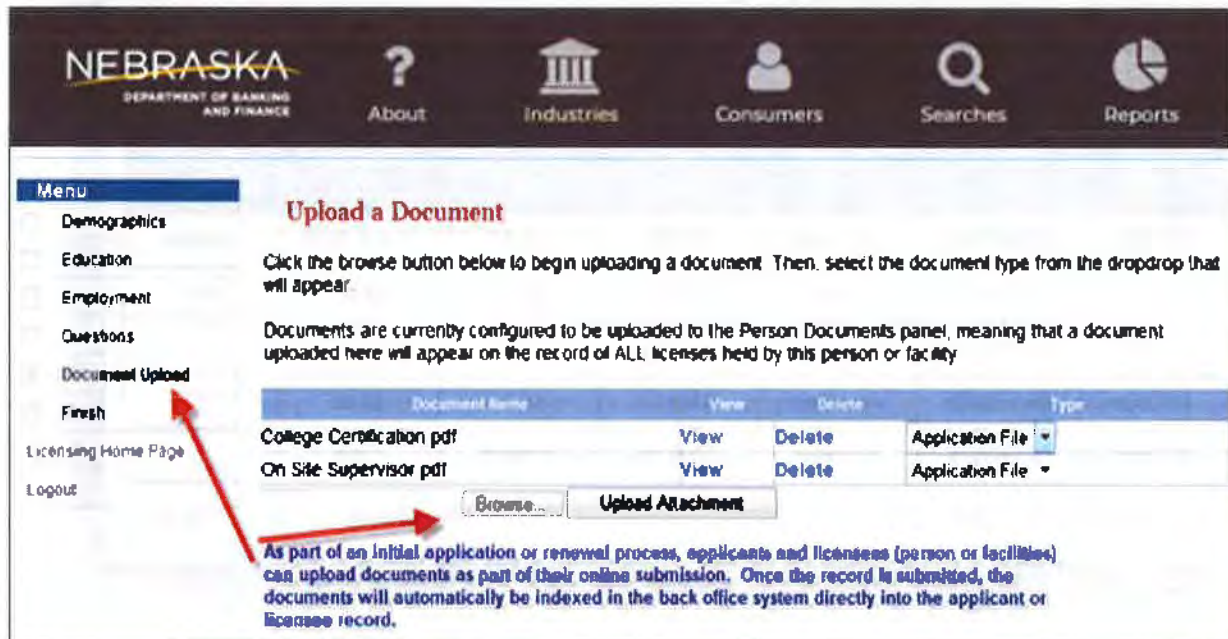 NEBRASKA
DEPARTMENT OF BANKING
AND FINANCE
?
About
Industries
Consumers
Searches
Reports
Menu
Demographics
Education
Employment
Questions
Document Upload
Finish
Licensing Home Page
Logout
Upload a Document
Click the browse button below to begin uploading a document. Then, select the document type from the dropdrop that
will appear.
Documents are currently configured to be uploaded to the Person Documents panel, meaning that a document
uploaded here will appear on the record of ALL licenses held by this person or facility
Document Name View Delete Type
College Certification pdf View Delete Application File
On Site Supervisor pdf View Delete Application File
Browse... Upload Attachment
As part of an initial application or renewal process, applicants and licensees (person or facilities)
can upload documents as part of their online submission. Once the record is submitted, the
documents will automatically be indexed in the back office system directly into the applicant or
licensee record.